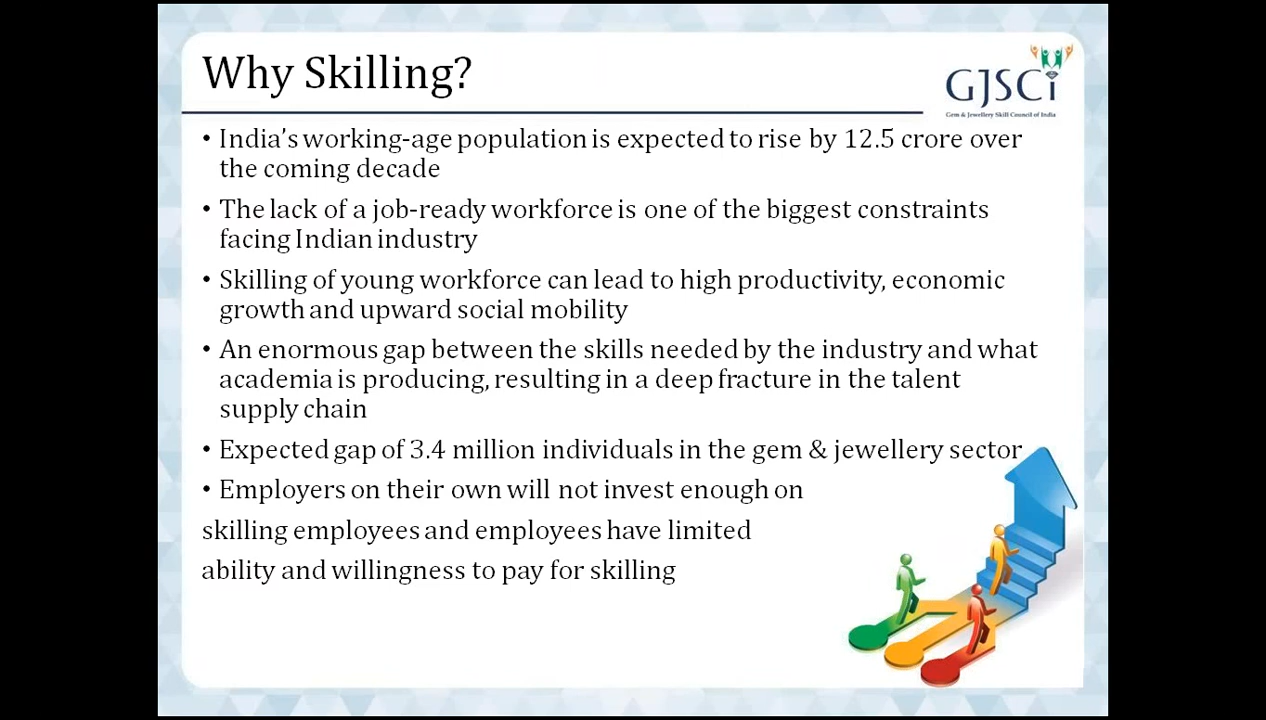 Why Skilling?
GJSCi
Gem & Jewellery Skill Council of India
• India's working-age population is expected to rise by 12.5 crore over
the coming decade
• The lack of a job-ready workforce is one of the biggest constraints
facing Indian industry
• Skilling of young workforce can lead to high productivity, economic
growth and upward social mobility
• An enormous gap between the skills needed by the industry and what
academia is producing, resulting in a deep fracture in the talent
supply chain
• Expected gap of 3.4 million individuals in the gem & jewellery sector
• Employers on their own will not invest enough on
skilling employees and employees have limited
ability and willingness to pay for skilling